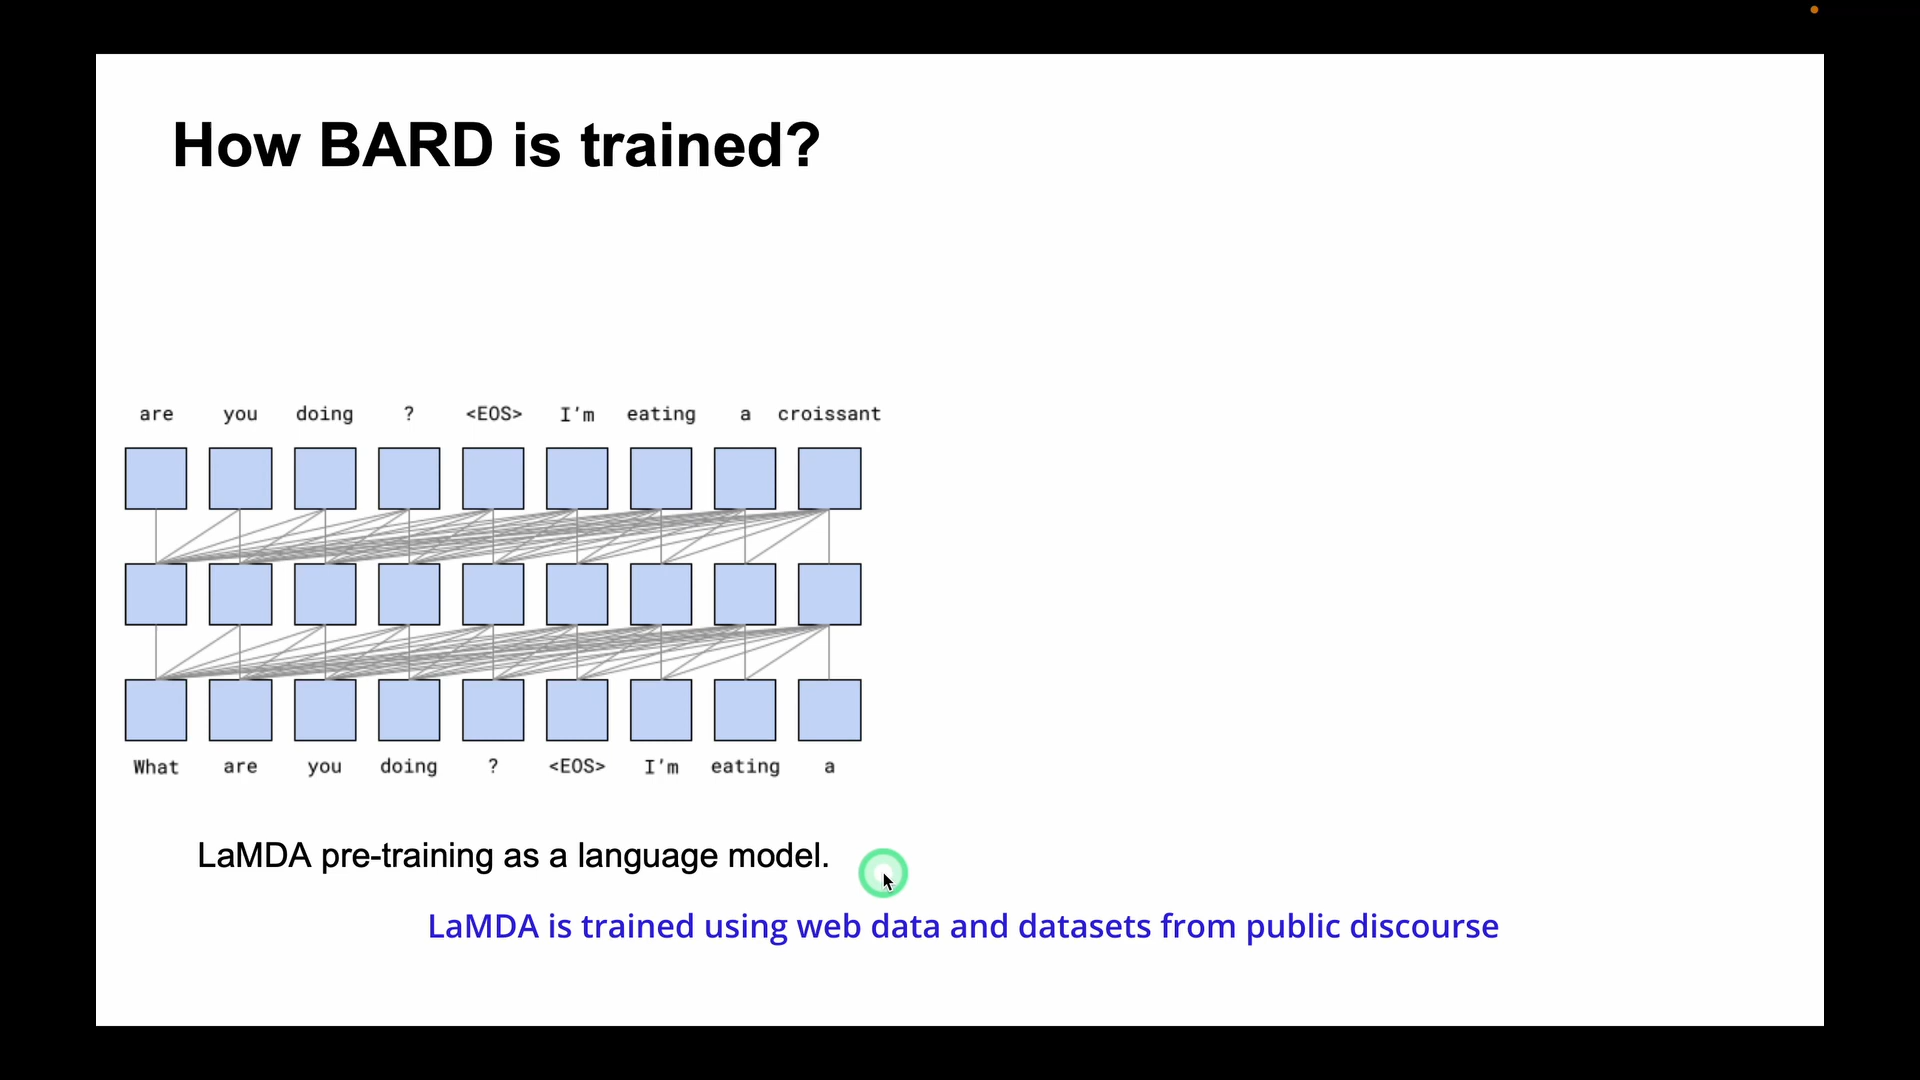 How BARD is trained?
are you doing ? <EOS> I'm eating a croissant
What are you doing ? <EOS> I'm eating a
LaMDA pre-training as a language model.
LaMDA is trained using web data and datasets from public discourse